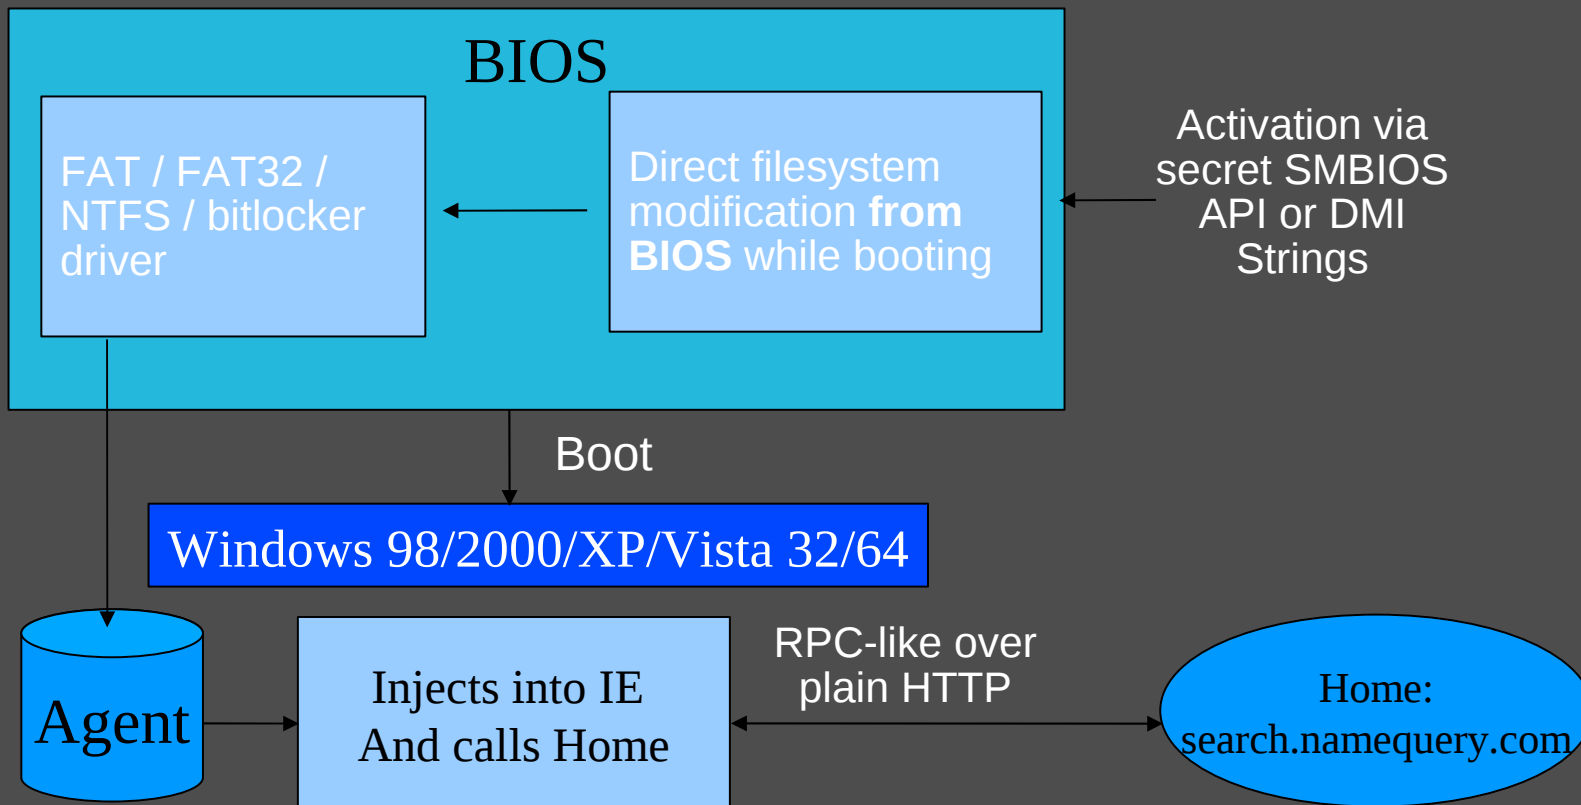 BIOS
FAT / FAT32 /
NTFS / bitlocker
driver
Direct filesystem
modification from
BIOS while booting
Activation via
secret SMBIOS
API or DMI
Strings
Boot
Windows 98/2000/XP/Vista 32/64
Agent
Injects into IE
And calls Home
RPC-like over
plain HTTP
Home:
search.namequery.com